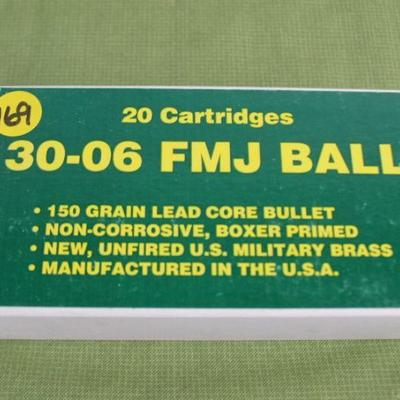 169
20 Cartridges
30-06 FMJ BALL
• 150 GRAIN LEAD CORE BULLET
• NON-CORROSIVE, BOXER PRIMED
• NEW, UNFIRED U.S. MILITARY BRASS
• MANUFACTURED IN THE U.S.A.